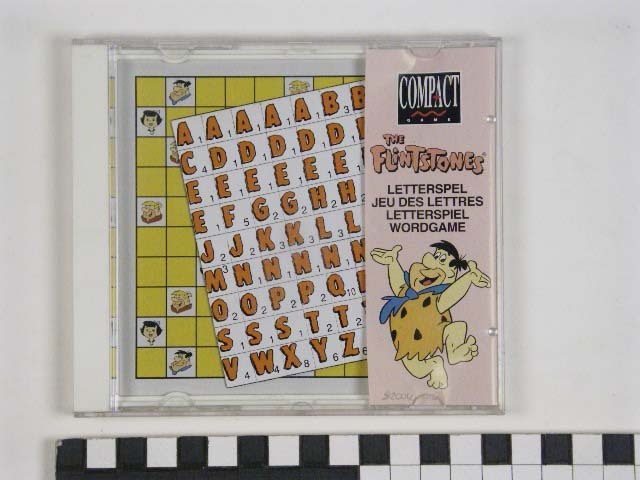 COMPACT
GAME
THE
FLINTSTONES
LETTERSPEL
JEU DES LETTRES
LETTERSPIEL
WORDGAME
A A A A A B B
C D D D D D D
E E E E E E E
E F G G H H
J J K K L L
M N N N N N
O O P P Q
S S S T T
V W X Y Z